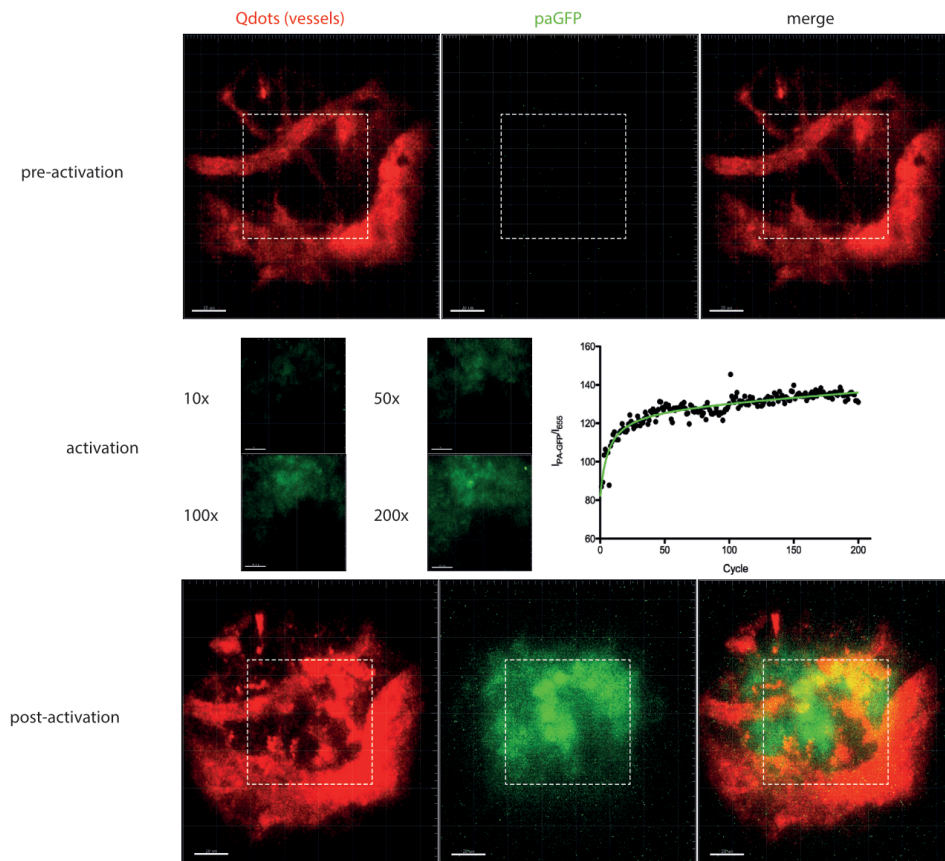 Qdots (vessels) paGFP merge
pre-activation
10x 50x
activation
100x 200x
160
140
120
100
80
60
I_PA-GFP/I_655
0 50 100 150 200
Cycle
post-activation